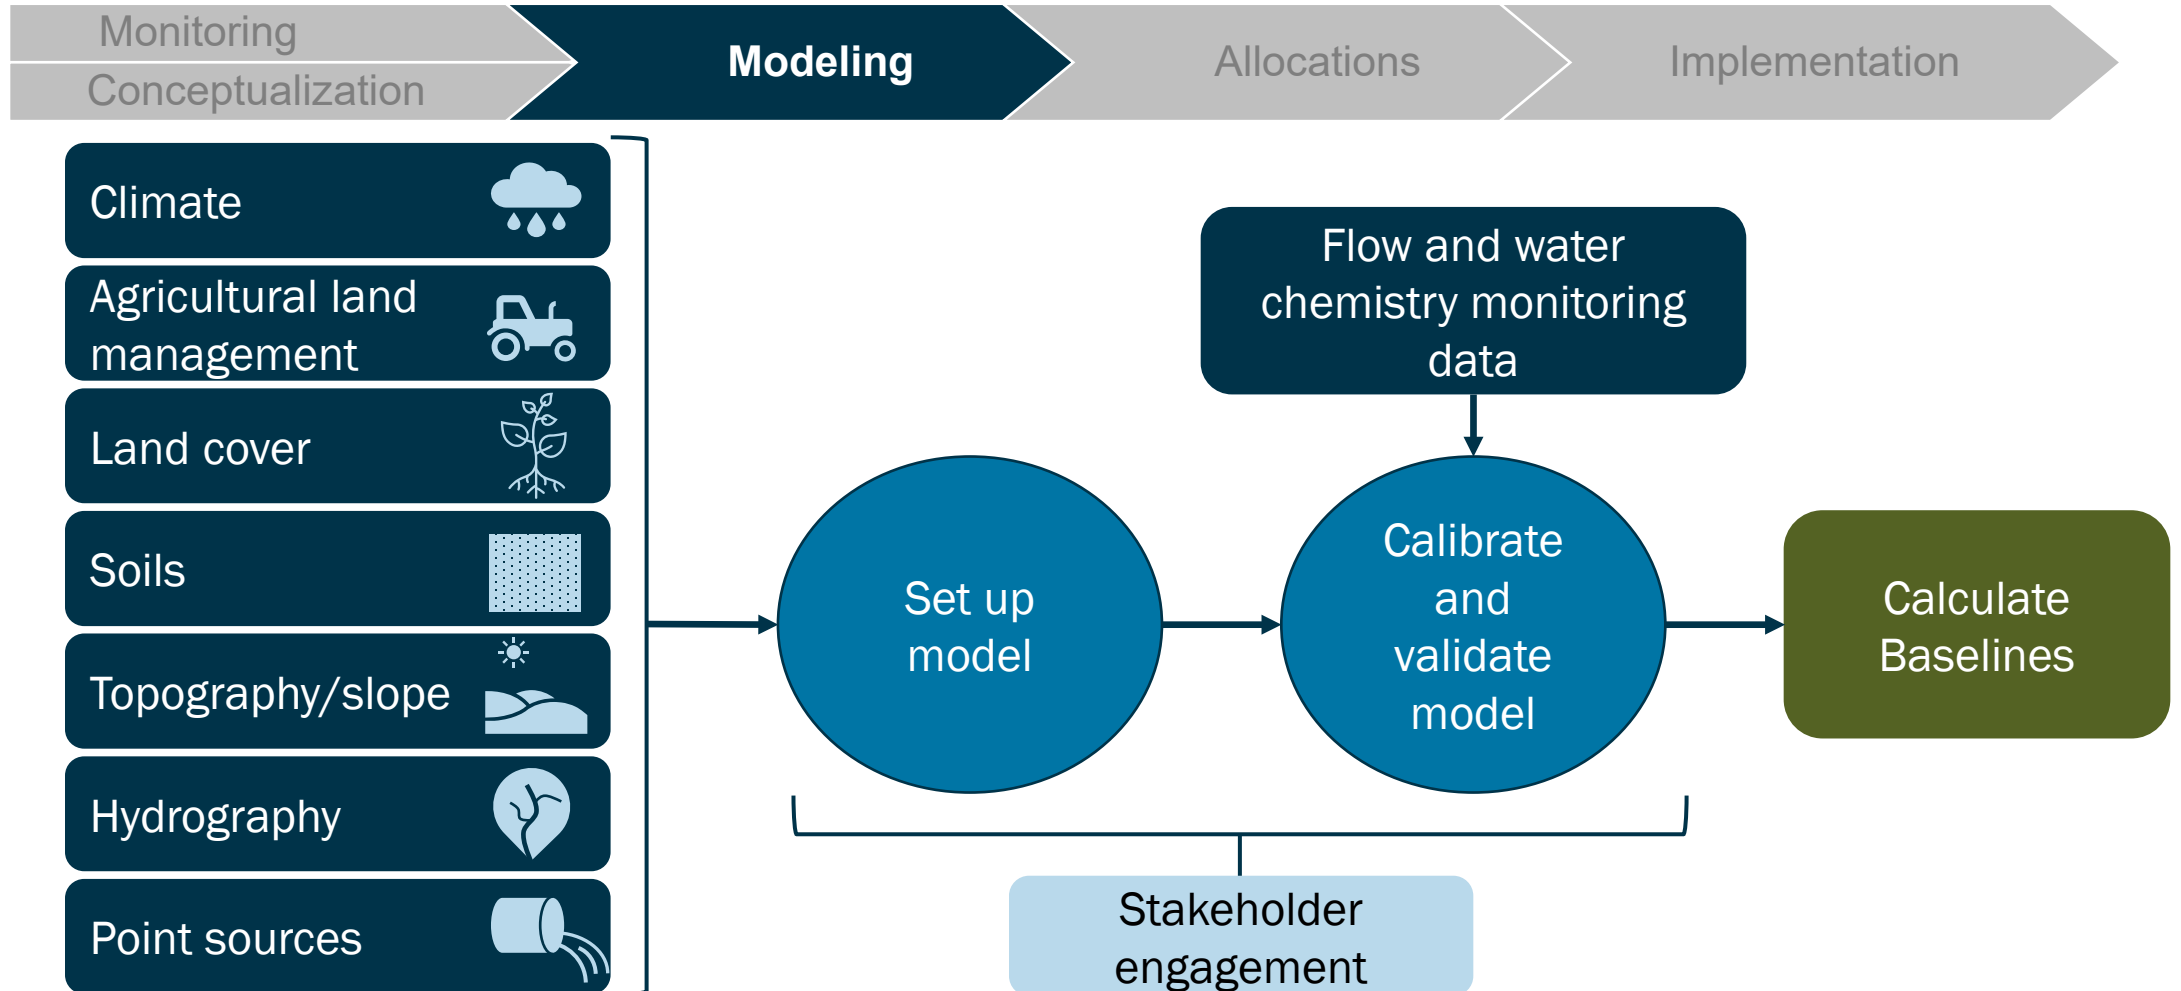 Monitoring
Conceptualization
Modeling
Allocations
Implementation
Climate
Agricultural land
management
Land cover
Soils
Topography/slope
Hydrography
Point sources
Flow and water
chemistry monitoring
data
Set up
model
Calibrate
and
validate
model
Calculate
Baselines
Stakeholder
engagement